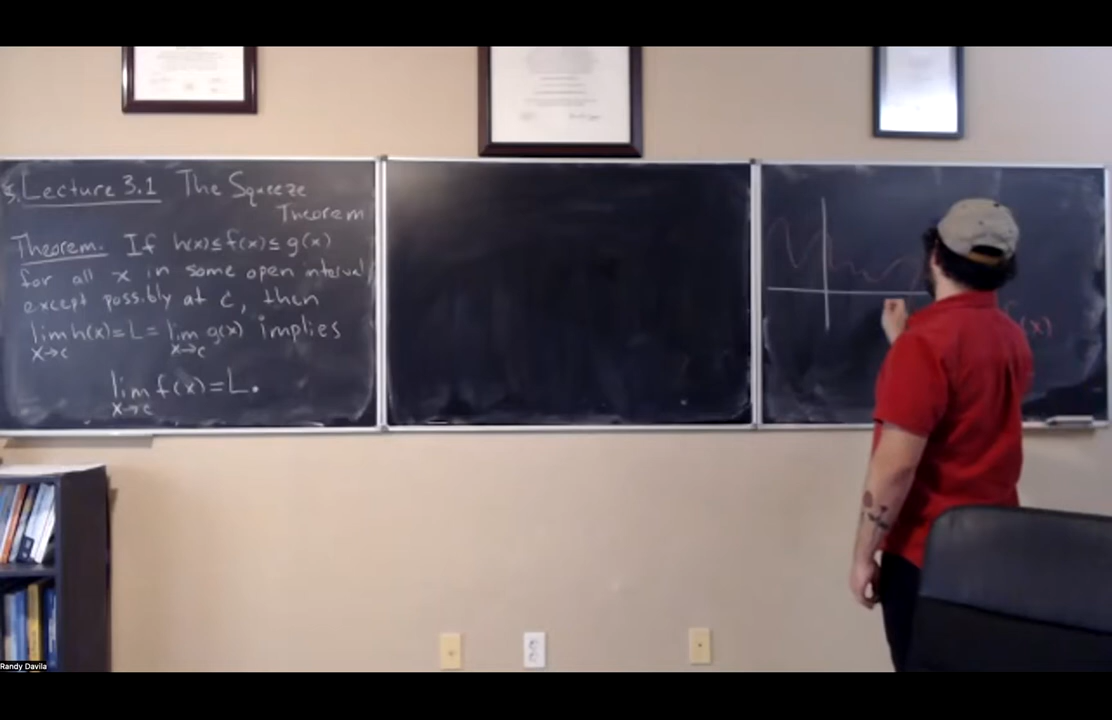 Lecture 3.1 The Squeeze
Theorem
Theorem. If h(x)≤f(x)≤g(x)
for all x in some open interval,
except possibly at c, then
lim h(x)=L=lim g(x) implies
x→c x→c
lim f(x)=L.
x→c
(x)
Randy Davila